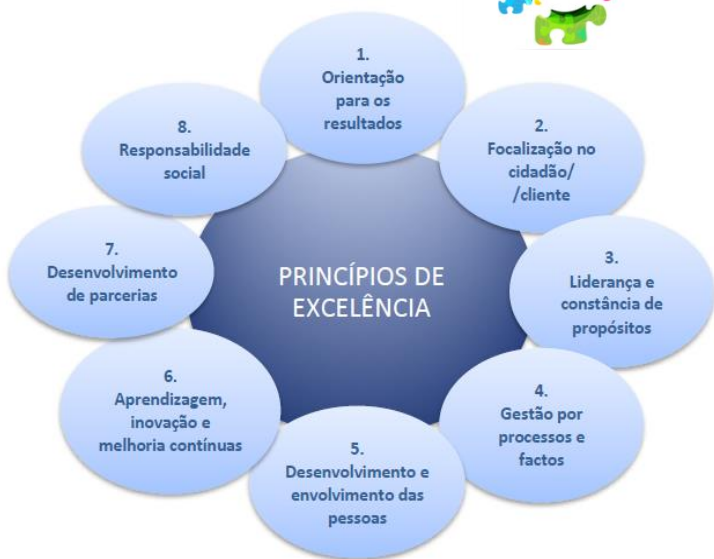 PRINCÍPIOS DE
EXCELÊNCIA
1.
Orientação
para os
resultados
2.
Focalização no
cidadão/
/cliente
3.
Liderança e
constância de
propósitos
4.
Gestão por
processos e
factos
5.
Desenvolvimento e
envolvimento das
pessoas
6.
Aprendizagem,
inovação e
melhoria contínuas
7.
Desenvolvimento
de parcerias
8.
Responsabilidade
social